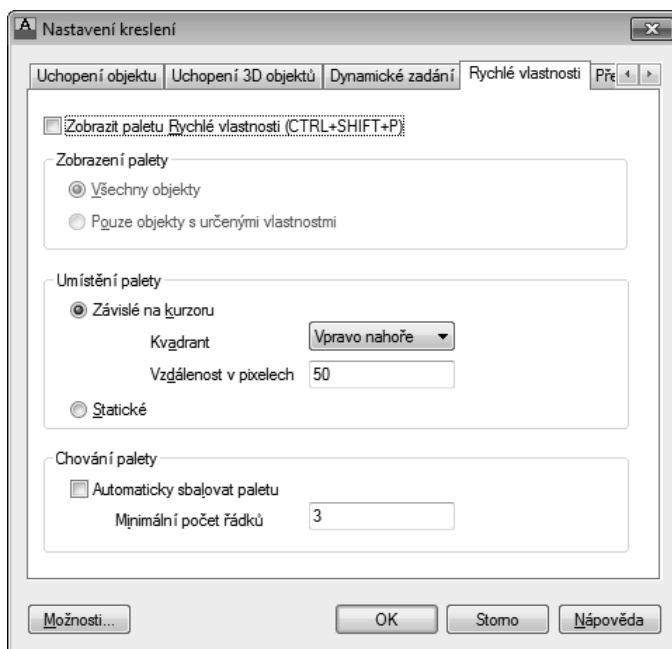 Nastavení kreslení
Uchopení objektu Uchopení 3D objektů Dynamické zadání Rychlé vlastnosti Pře
Zobrazit paletu Rychlé vlastnosti (CTRL+SHIFT+P)
Zobrazení palety
Všechny objekty
Pouze objekty s určenými vlastnostmi
Umístění palety
Závislé na kurzoru
Kvadrant Vpravo nahoře
Vzdálenost v pixelech 50
Statické
Chování palety
Automaticky sbalovat paletu
Minimální počet řádků 3
Možnosti... OK Storno Nápověda